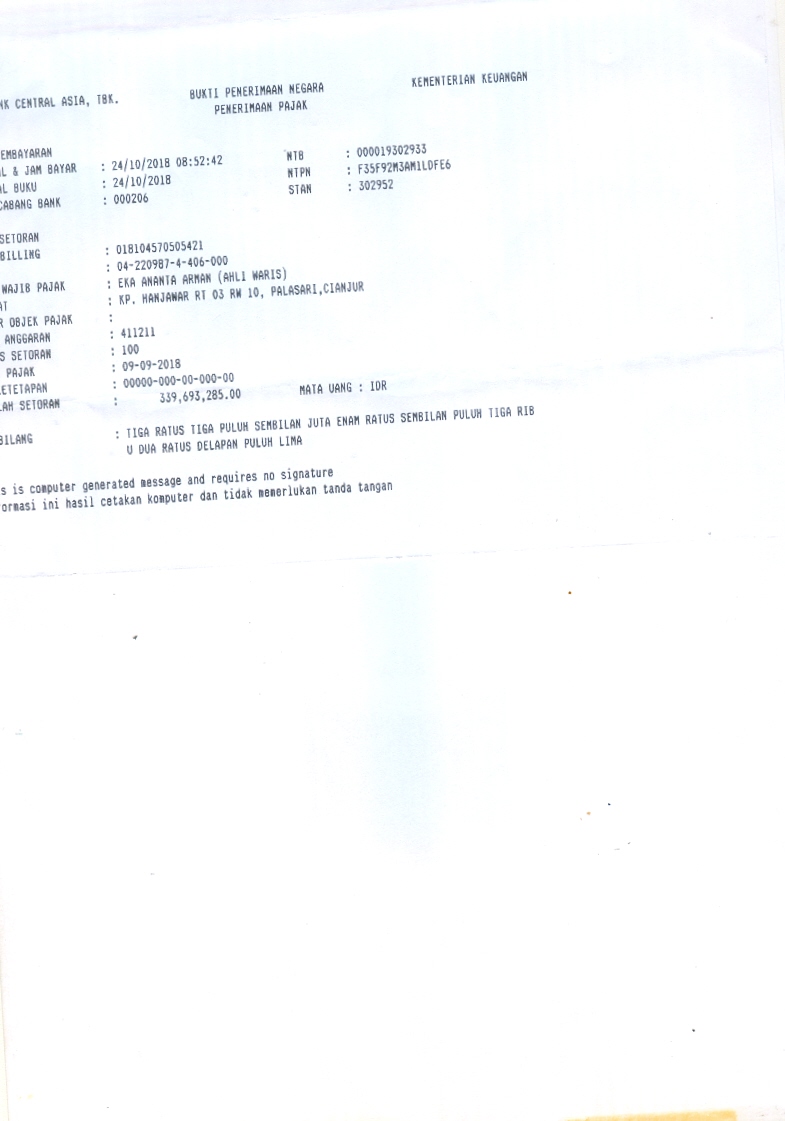 NK CENTRAL ASIA, TBK.
BUKTI PENERIMAAN NEGARA
KEMENTERIAN KEUANGAN
PENERIMAAN PAJAK
EMBAYARAN
L & JAM BAYAR : 24/10/2018 08:52:42 NTB : 000019302933
AL BUKU : 24/10/2018 NTPN : F35F92M3AM1LDFE6
CABANG BANK : 000206 STAN : 302952
SETORAN
BILLING : 018104570505421
: 04-220987-4-406-000
WAJIB PAJAK : EKA ANANTA ARMAN (AHLI WARIS)
AT : KP. HANJAWAR RT 03 RW 10, PALASARI,CIANJUR
R OBJEK PAJAK :
ANGGARAN : 411211
S SETORAN : 100
PAJAK : 09-09-2018
ETETAPAN : 00000-000-00-000-00
LAH SETORAN : 339,693,285.00 MATA UANG : IDR
BILANG : TIGA RATUS TIGA PULUH SEMBILAN JUTA ENAM RATUS SEMBILAN PULUH TIGA RIB
U DUA RATUS DELAPAN PULUH LIMA
s is computer generated message and requires no signature
ormasi ini hasil cetakan komputer dan tidak memerlukan tanda tangan